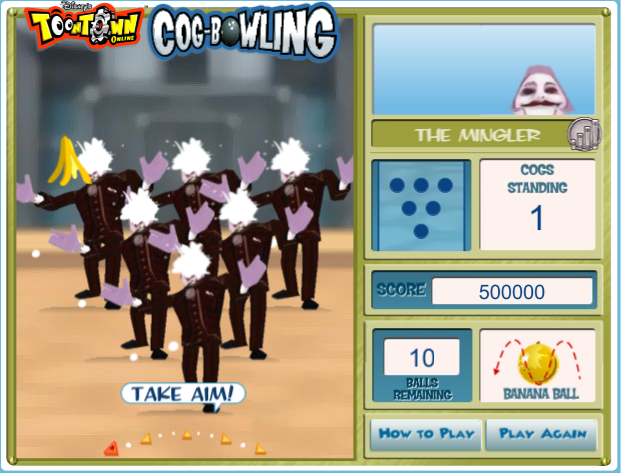 Disney's
TOONTOWN
ONLINE
COG-BOWLING
THE MINGLER
COGS
STANDING
1
SCORE 500000
10
BALLS
REMAINING
BANANA BALL
TAKE AIM!
HOW TO PLAY
PLAY AGAIN